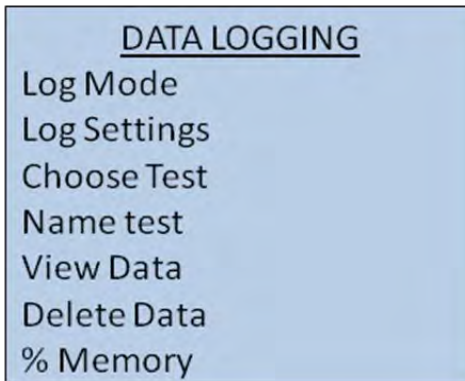 DATA LOGGING
Log Mode
Log Settings
Choose Test
Name test
View Data
Delete Data
% Memory